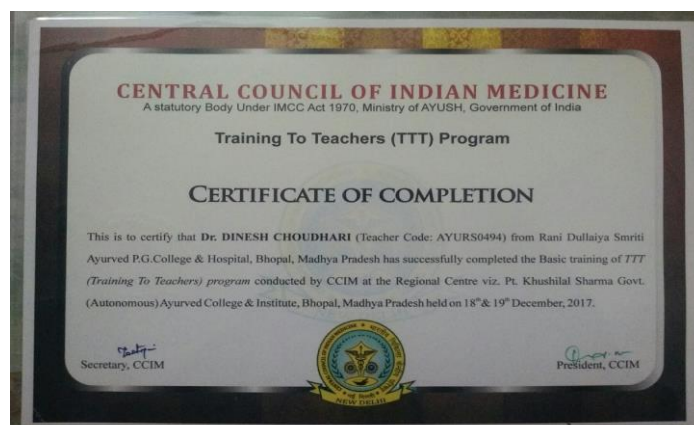 CENTRAL COUNCIL OF INDIAN MEDICINE
A statutory Body Under IMCC Act 1970, Ministry of AYUSH, Government of India
Training To Teachers (TTT) Program
CERTIFICATE OF COMPLETION
This is to certify that Dr. DINESH CHOUDHARI (Teacher Code: AYURS0494) from Rani Dullaiya Smriti
Ayurved P.G.College & Hospital, Bhopal, Madhya Pradesh has successfully completed the Basic training of TTT
(Training To Teachers) program conducted by CCIM at the Regional Centre viz. Pt. Khushilal Sharma Govt.
(Autonomous) Ayurved College & Institute, Bhopal, Madhya Pradesh held on 18th & 19th December, 2017.
Secretary, CCIM
President, CCIM
NEW DELHI